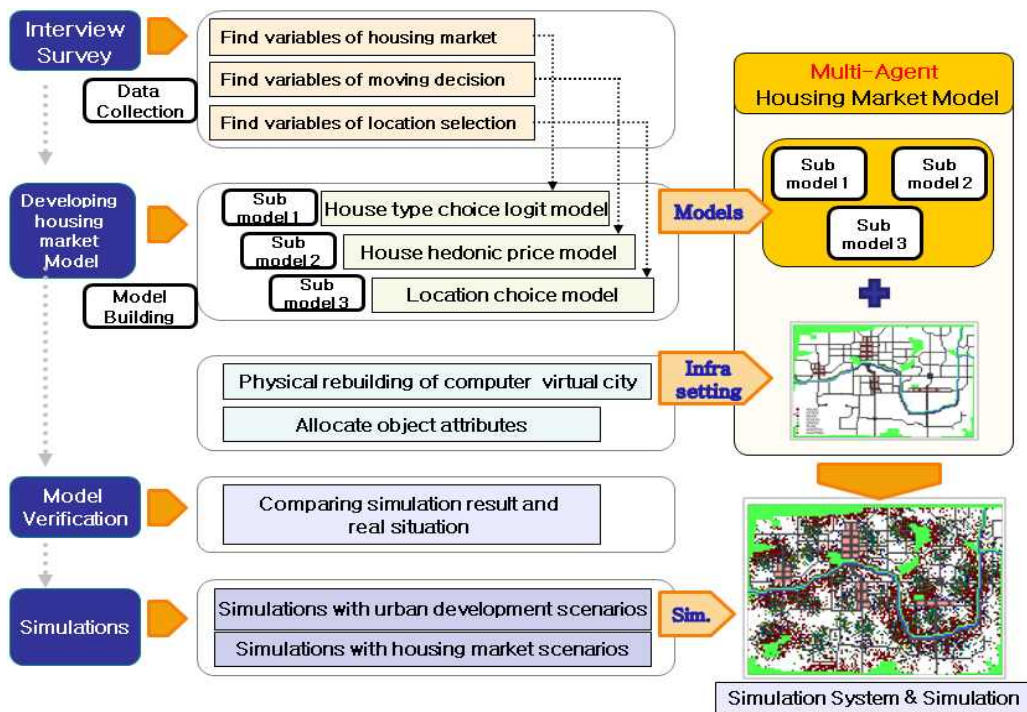 Interview
Survey
Data
Collection
Find variables of housing market
Find variables of moving decision
Find variables of location selection
Multi-Agent
Housing Market Model
Sub
model 1
Sub
model 2
Sub
model 3
Developing
housing
market
Model
Model
Building
Sub
model 1
House type choice logit model
Sub
model 2
House hedonic price model
Sub
model 3
Location choice model
Models
Physical rebuilding of computer virtual city
Allocate object attributes
Infra
setting
Model
Verification
Comparing simulation result and
real situation
Simulations
Simulations with urban development scenarios
Simulations with housing market scenarios
Sim.
Simulation System & Simulation